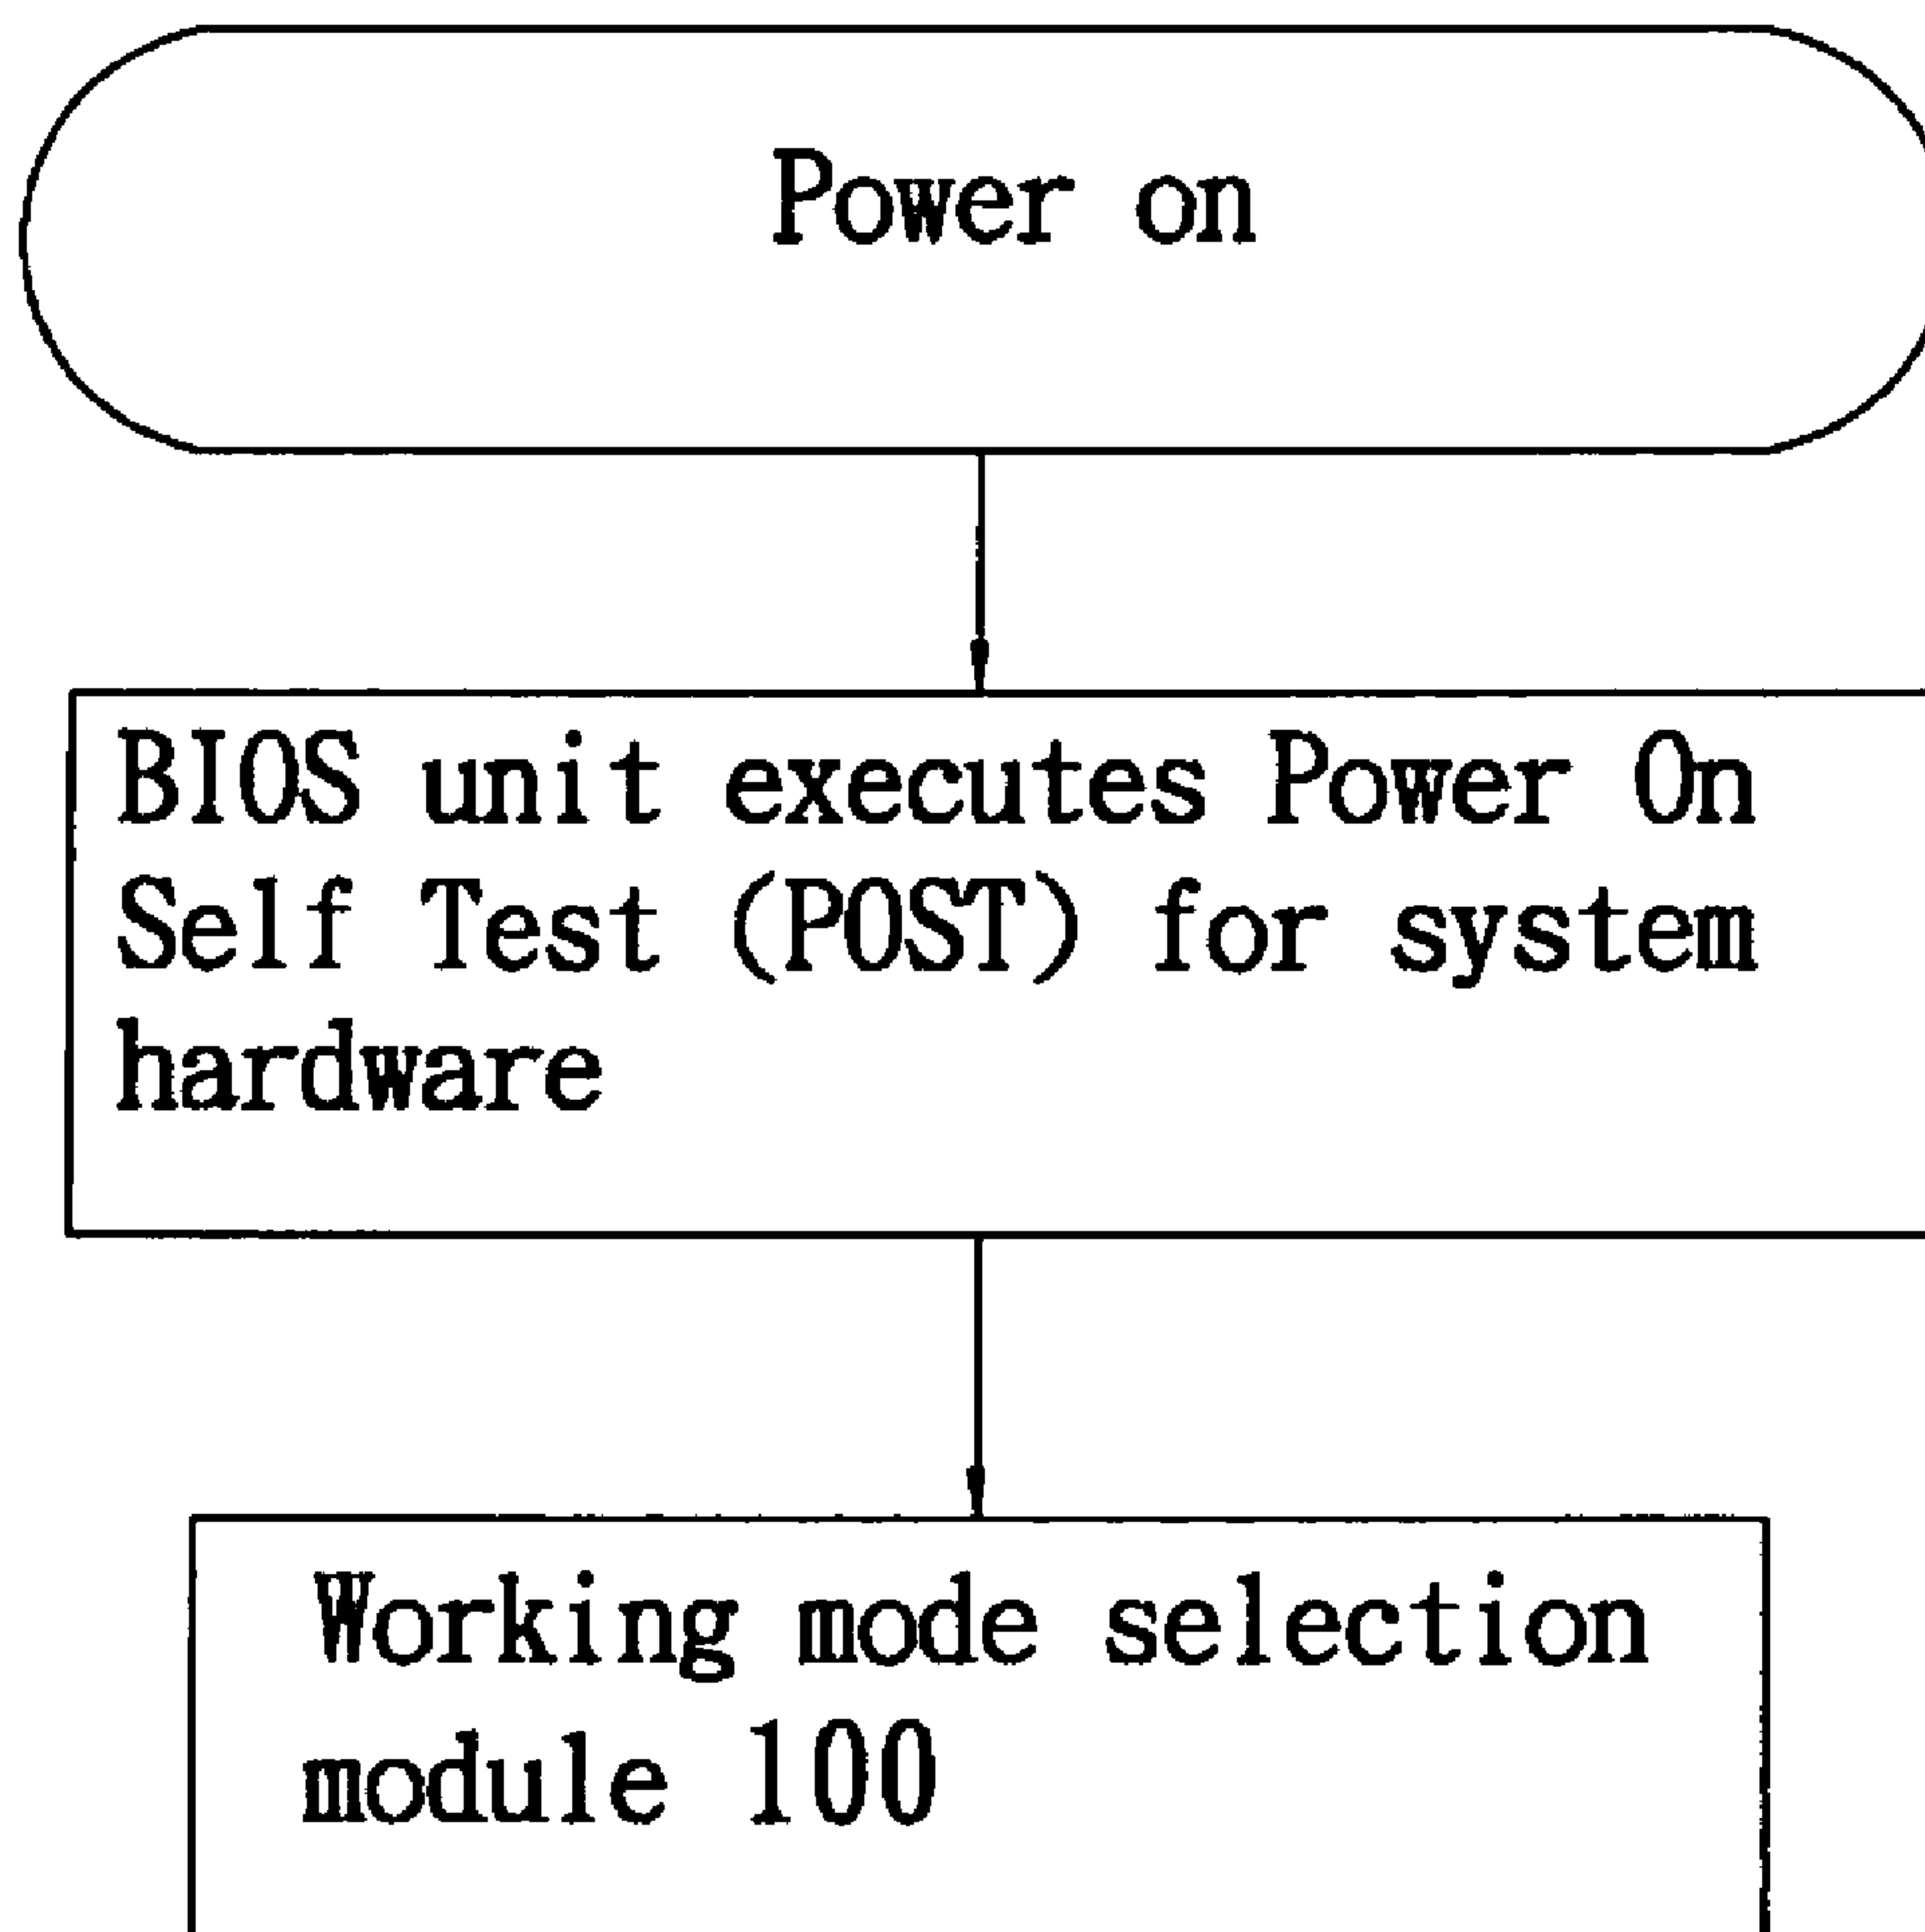 Power on
BIOS unit executes Power On
Self Test (POST) for system
hardware
Working mode selection
module 100